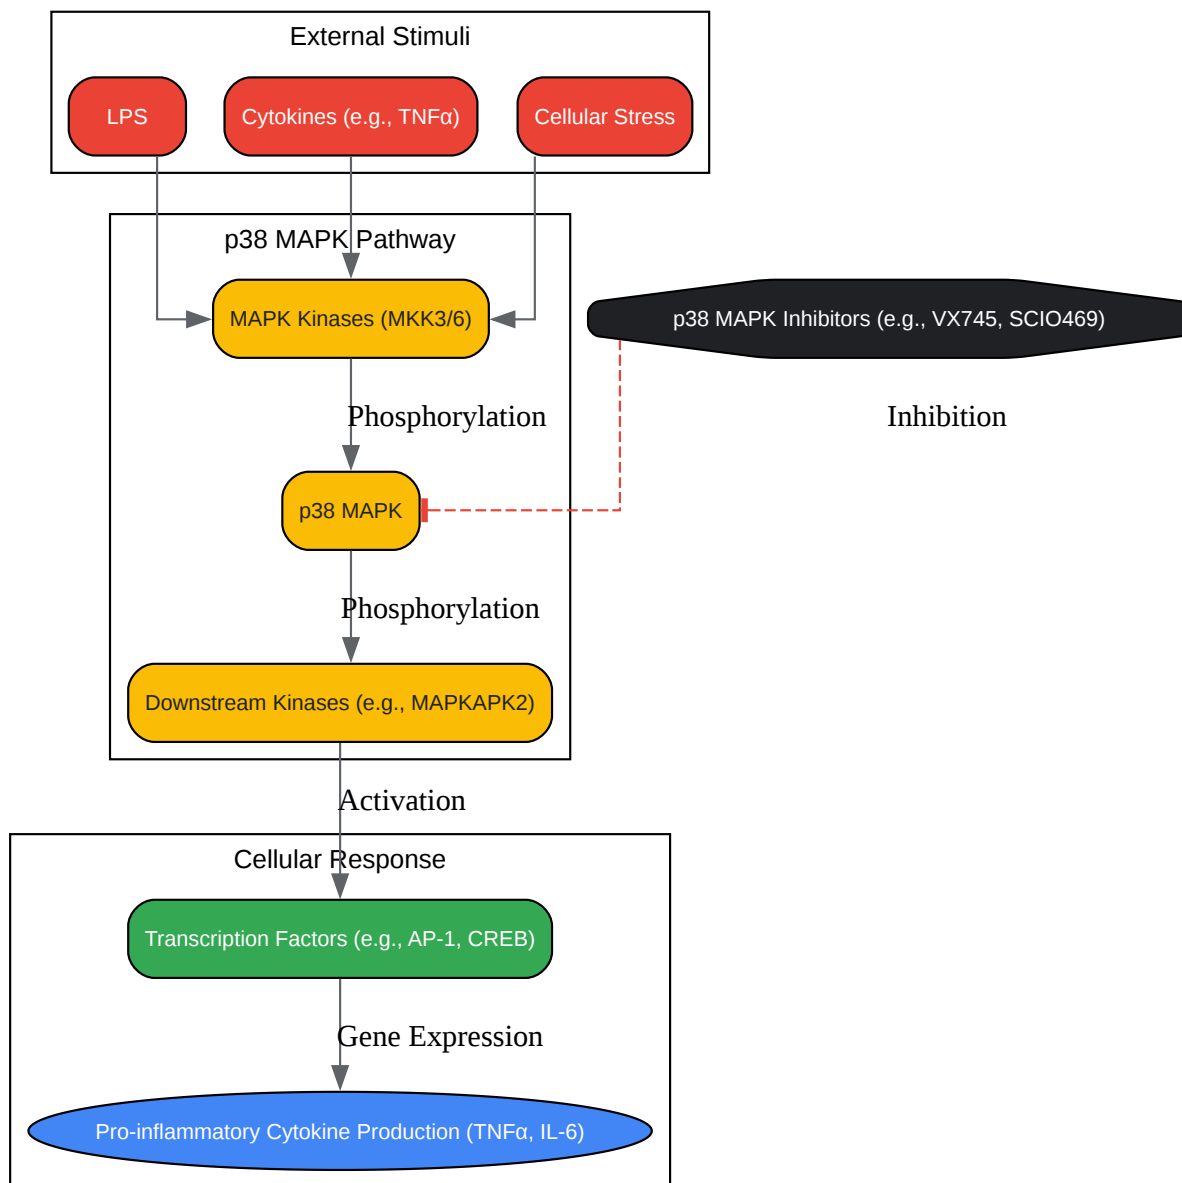 External Stimuli
LPS
Cytokines (e.g., TNFα)
Cellular Stress
p38 MAPK Pathway
MAPK Kinases (MKK3/6)
p38 MAPK Inhibitors (e.g., VX745, SCIO469)
Phosphorylation
Inhibition
p38 MAPK
Phosphorylation
Downstream Kinases (e.g., MAPKAPK2)
Activation
Cellular Response
Transcription Factors (e.g., AP-1, CREB)
Gene Expression
Pro-inflammatory Cytokine Production (TNFα, IL-6)